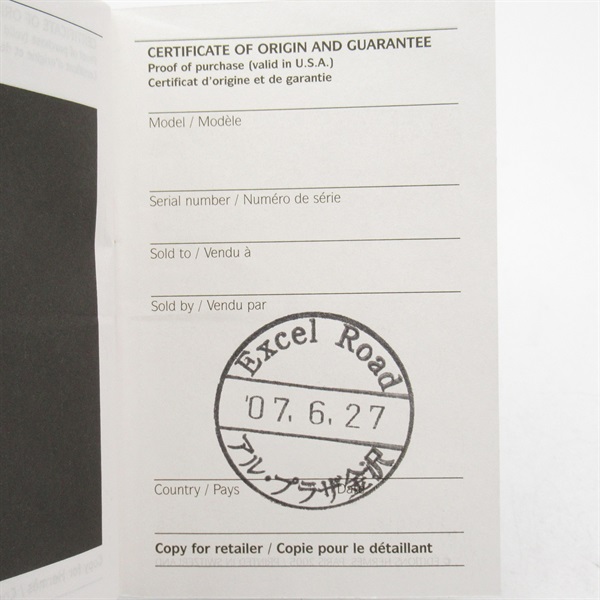 CERTIFICATE OF ORIGIN AND GUARANTEE
Proof of purchase (valid in U.S.A.)
Certificat d'origine et de garantie
Model / Modèle
Serial number / Numéro de série
Sold to / Vendu à
Sold by / Vendu par
Excel Road
'07. 6. 27
アル・プラザ金沢
Country / Pays
Date
Copy for retailer / Copie pour le détaillant